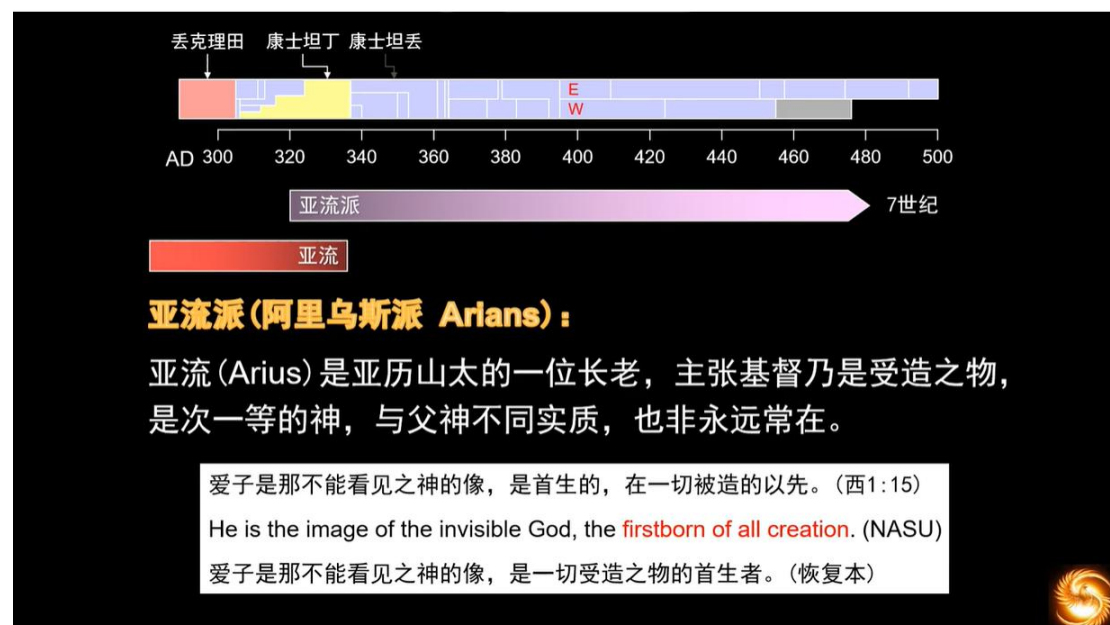 丢克理田 康士坦丁 康士坦丢
E
W
AD 300 320 340 360 380 400 420 440 460 480 500
亚流派 7世纪
亚流
亚流派(阿里乌斯派 Arians)：
亚流(Arius)是亚历山太的一位长老，主张基督乃是受造之物，
是次一等的神，与父神不同实质，也非永远常在。
爱子是那不能看见之神的像，是首生的，在一切被造的以先。(西1:15)
He is the image of the invisible God, the firstborn of all creation. (NASU)
爱子是那不能看见之神的像，是一切受造之物的首生者。(恢复本)